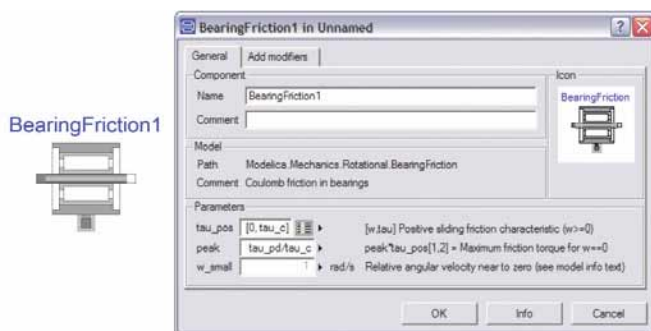 BearingFriction1 in Unnamed
General Add modifiers
Component
Name BearingFriction1
Comment
Icon
BearingFriction
BearingFriction1
Model
Path Modelica.Mechanics.Rotational.BearingFriction
Comment Coulomb friction in bearings
Parameters
tau_pos [0, tau_c] [w,tau] Positive sliding friction characteristic (w>=0)
peak tau_pd/tau_c peak*tau_pos[1,2] = Maximum friction torque for w==0
w_small 1 rad/s Relative angular velocity near to zero (see model info text)
OK Info Cancel